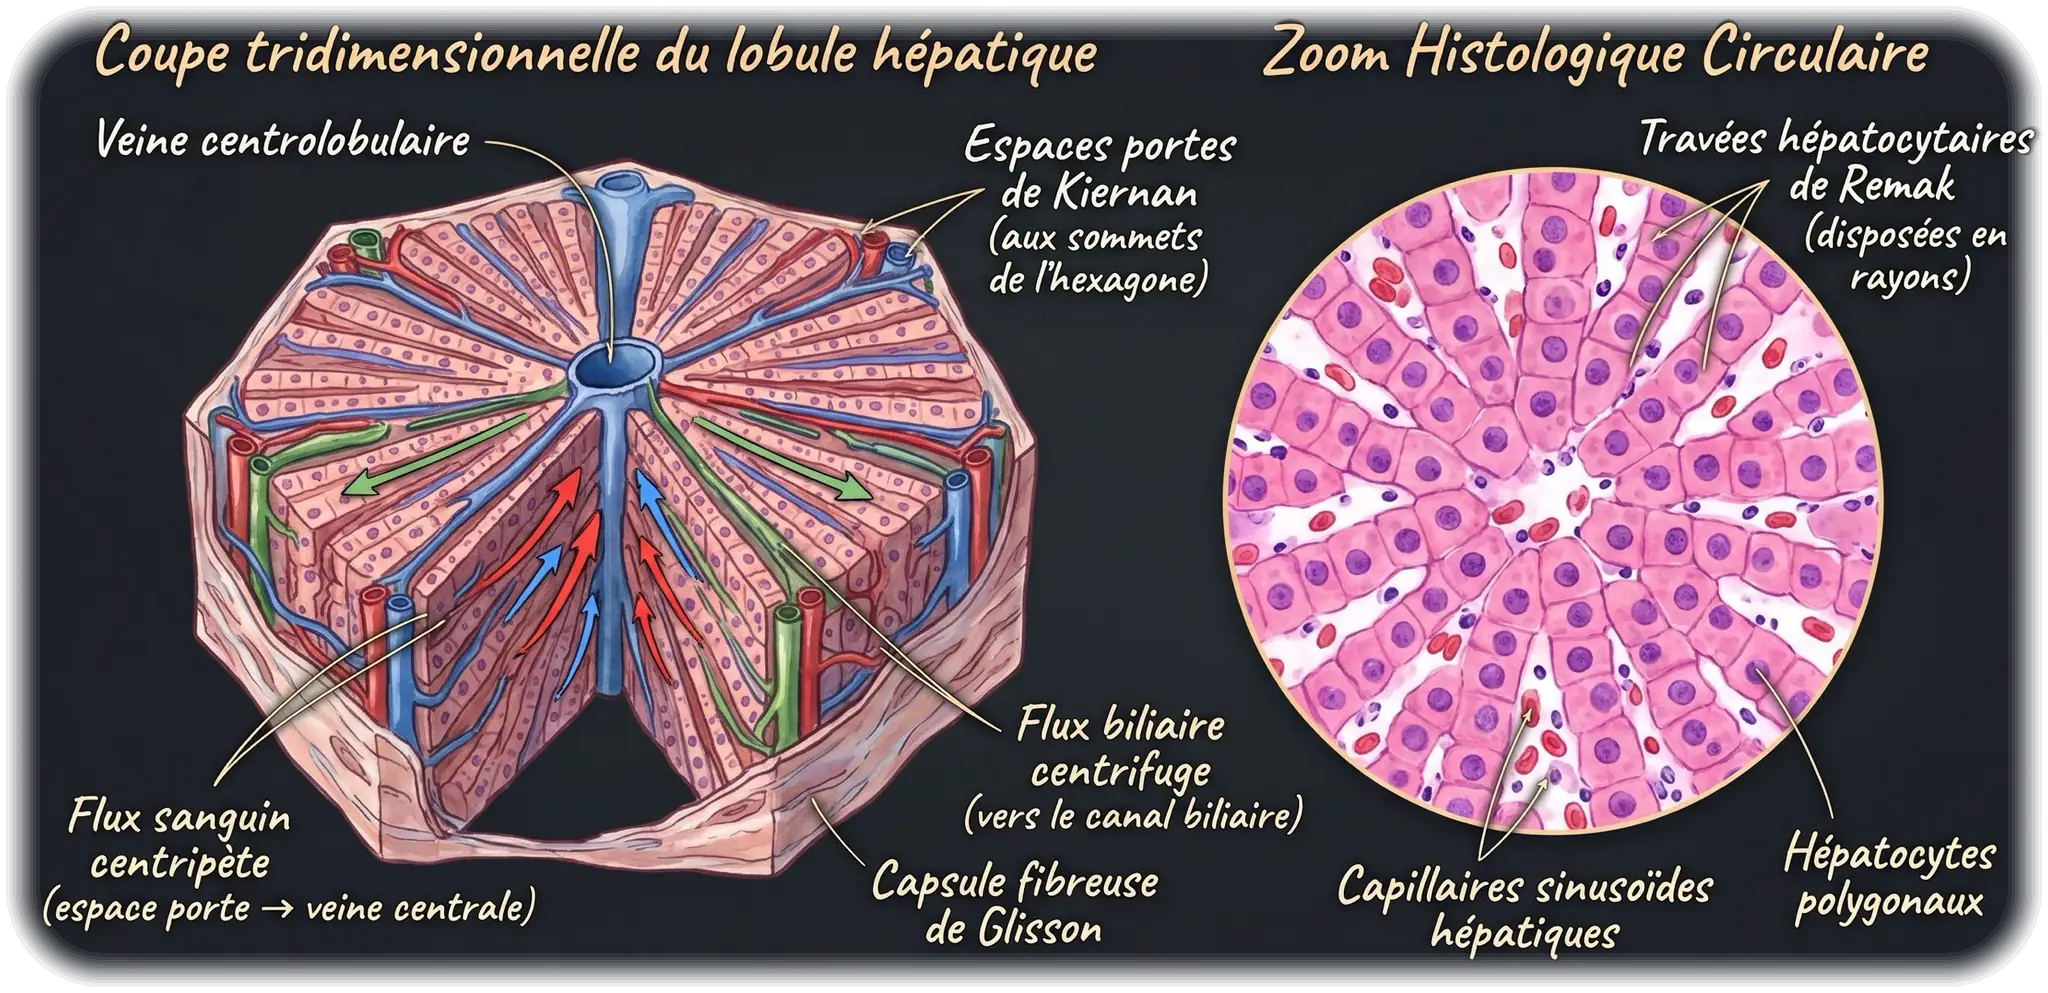 Coupe tridimensionnelle du lobule hépatique
Zoom Histologique Circulaire
Veine centrolobulaire
Espaces portes
de Kiernan
(aux sommets
de l'hexagone)
Travées hépatocytaires
de Remak
(disposées en
rayons)
Flux sanguin
centripète
(espace porte → veine centrale)
Flux biliaire
centrifuge
(vers le canal biliaire)
Capsule fibreuse
de Glisson
Capillaires sinusoïdes
hépatiques
Hépatocytes
polygonaux